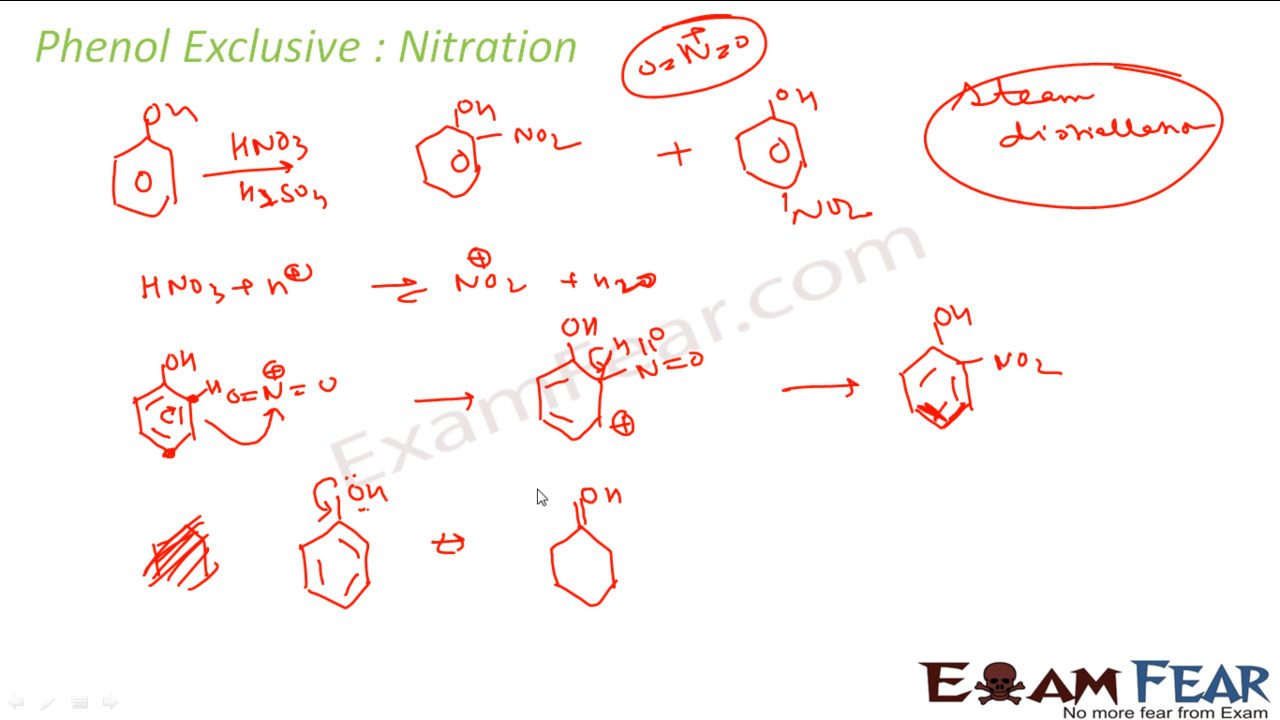 Phenol Exclusive : Nitration
O=N+=O
Steam
OH
HNO3
H2SO4
OH
NO2
+
OH
NO2
HNO3 + H⊕ ⇌ NO2⊕ + H2O
OH
H
O=N⊕=O
→
OH
H
O
N=O
⊕
→
OH
NO2
OH
↔
OH
ExamFear.com
EXAM FEAR
No more fear from Exam